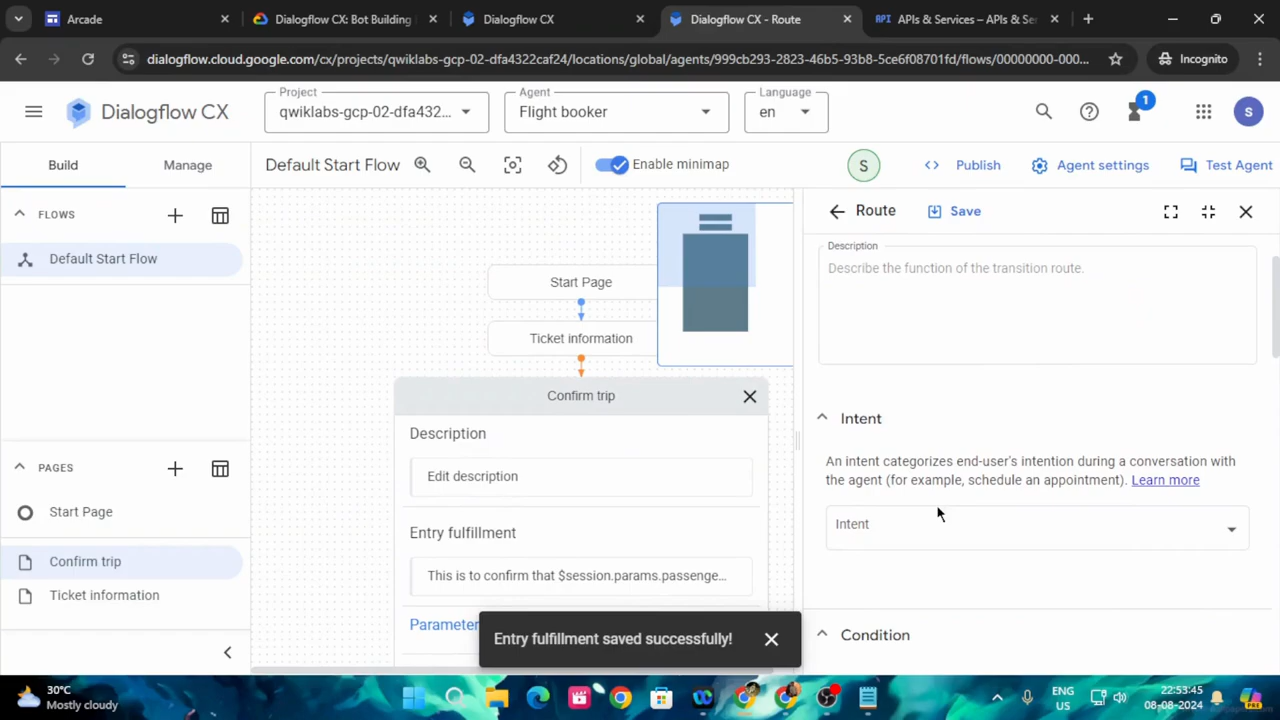 Arcade
Dialogflow CX: Bot Building
Dialogflow CX
Dialogflow CX - Route
API APIs & Services – APIs & Se
dialogflow.cloud.google.com/cx/projects/qwiklabs-gcp-02-dfa4322caf24/locations/global/agents/999cb293-2823-46b5-93b8-5ce6f08701fd/flows/00000000-000...
Incognito
Dialogflow CX
Project
qwiklabs-gcp-02-dfa432...
Agent
Flight booker
Language
en
1
s
Build
Manage
Default Start Flow
Enable minimap
S
Publish
Agent settings
Test Agent
FLOWS
Default Start Flow
PAGES
Start Page
Confirm trip
Ticket information
Start Page
Ticket information
Confirm trip
Description
Edit description
Entry fulfillment
This is to confirm that $session.params.passenge...
Parameter
Entry fulfillment saved successfully!
Route
Save
Description
Describe the function of the transition route.
Intent
An intent categorizes end-user's intention during a conversation with
the agent (for example, schedule an appointment). Learn more
Intent
Condition
30°C
Mostly cloudy
ENG
US
22:53:45
08-08-2024